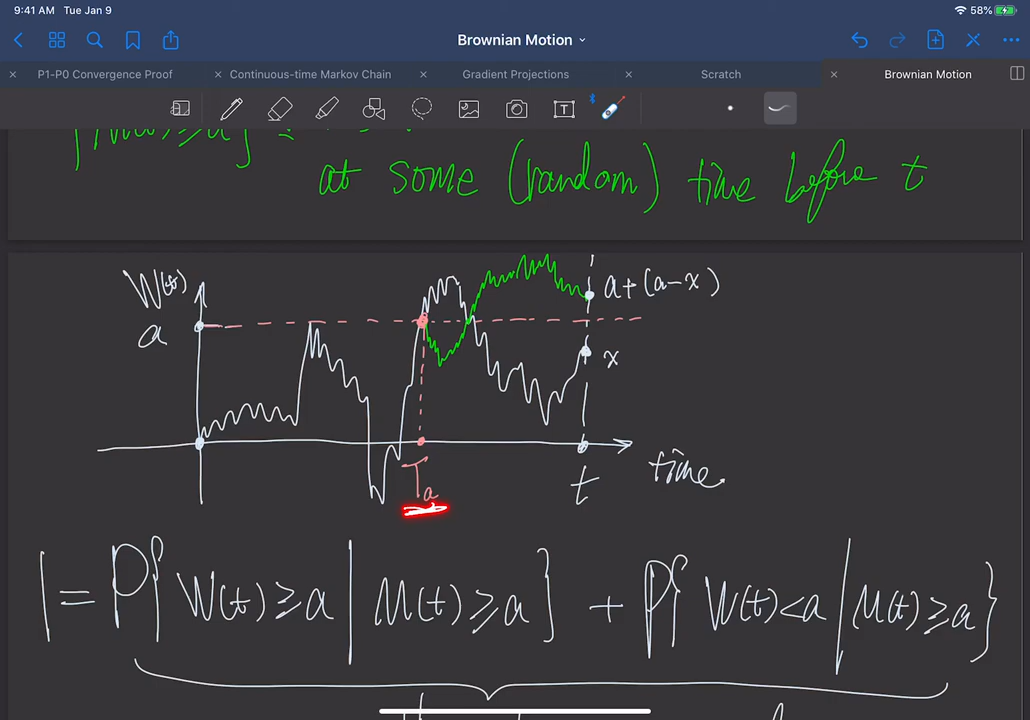 9:41 AM Tue Jan 9
58%
Brownian Motion
P1-P0 Convergence Proof
Continuous-time Markov Chain
Gradient Projections
Scratch
Brownian Motion
at some (random) time before t
W(t)
a
a+(a-x)
x
T_a
t
time
1 = P{ W(t) ≥ a | M(t) ≥ a } + P{ W(t) < a | M(t) ≥ a }